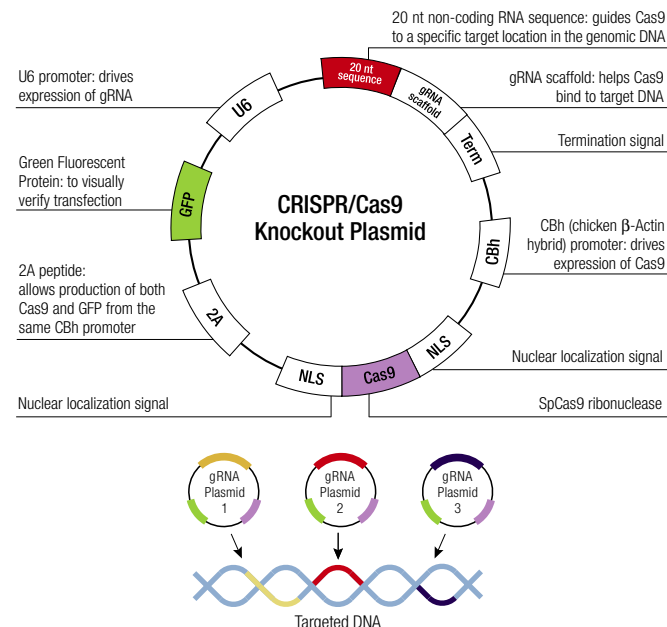 20 nt non-coding RNA sequence: guides Cas9
to a specific target location in the genomic DNA
U6 promoter: drives
expression of gRNA
20 nt
sequence
gRNA
scaffold
gRNA scaffold: helps Cas9
bind to target DNA
U6
Term
Termination signal
Green Fluorescent
Protein: to visually
verify transfection
GFP
CRISPR/Cas9
Knockout Plasmid
CBh
CBh (chicken β-Actin
hybrid) promoter: drives
expression of Cas9
2A peptide:
allows production of both
Cas9 and GFP from the
same CBh promoter
2A
NLS
Cas9
NLS
Nuclear localization signal
Nuclear localization signal
SpCas9 ribonuclease
gRNA
Plasmid
1
gRNA
Plasmid
2
gRNA
Plasmid
3
Targeted DNA